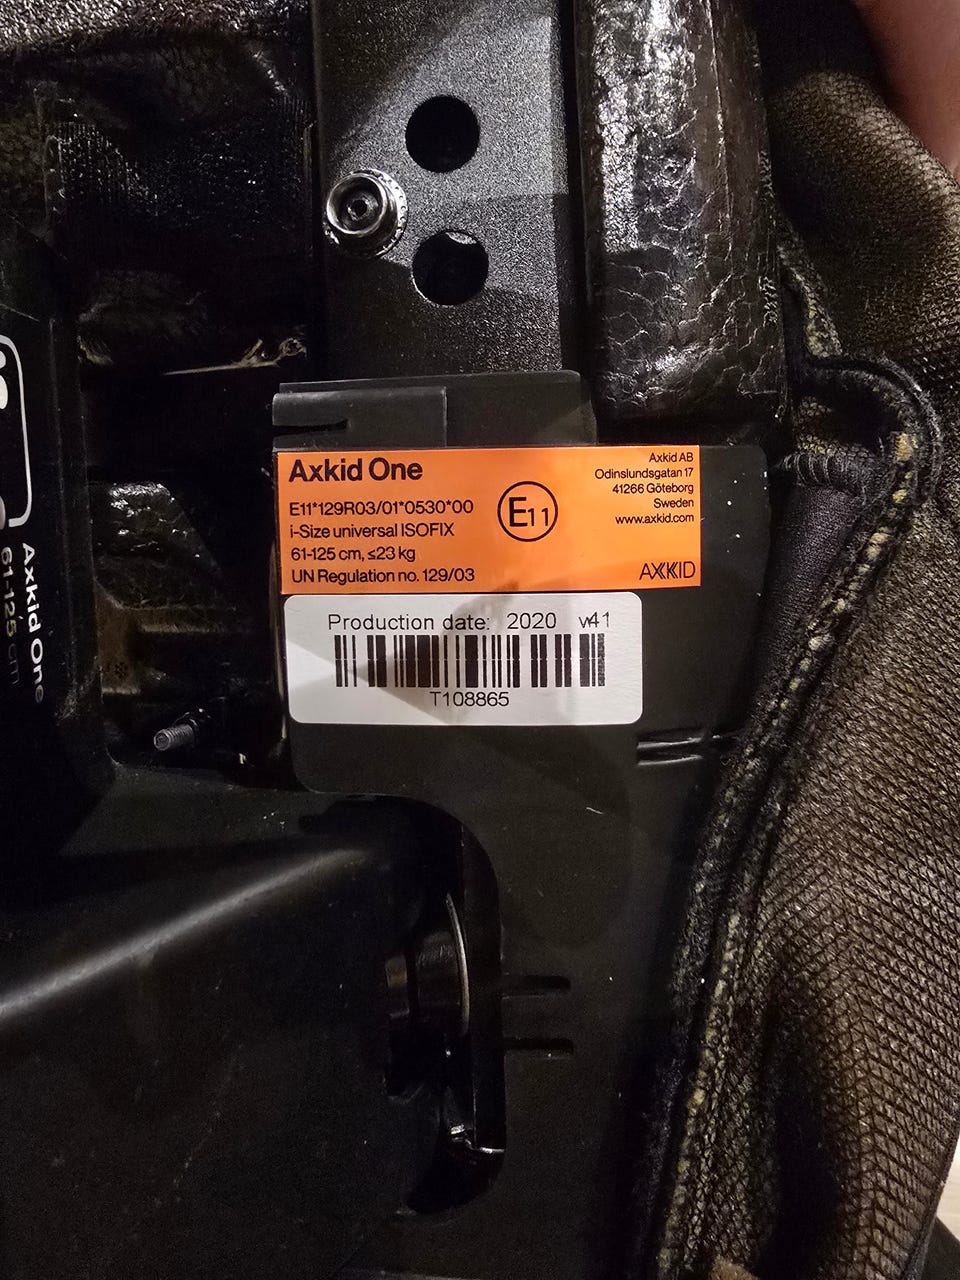 Axkid One
E11*129R03/01*0530*00
i-Size universal ISOFIX
61-125 cm, ≤23 kg
UN Regulation no. 129/03
E11
Axkid AB
Odinslundsgatan 17
41266 Göteborg
Sweden
www.axkid.com
AXKID
Production date: 2020 w41
T108865
Axkid One
61-125 cm